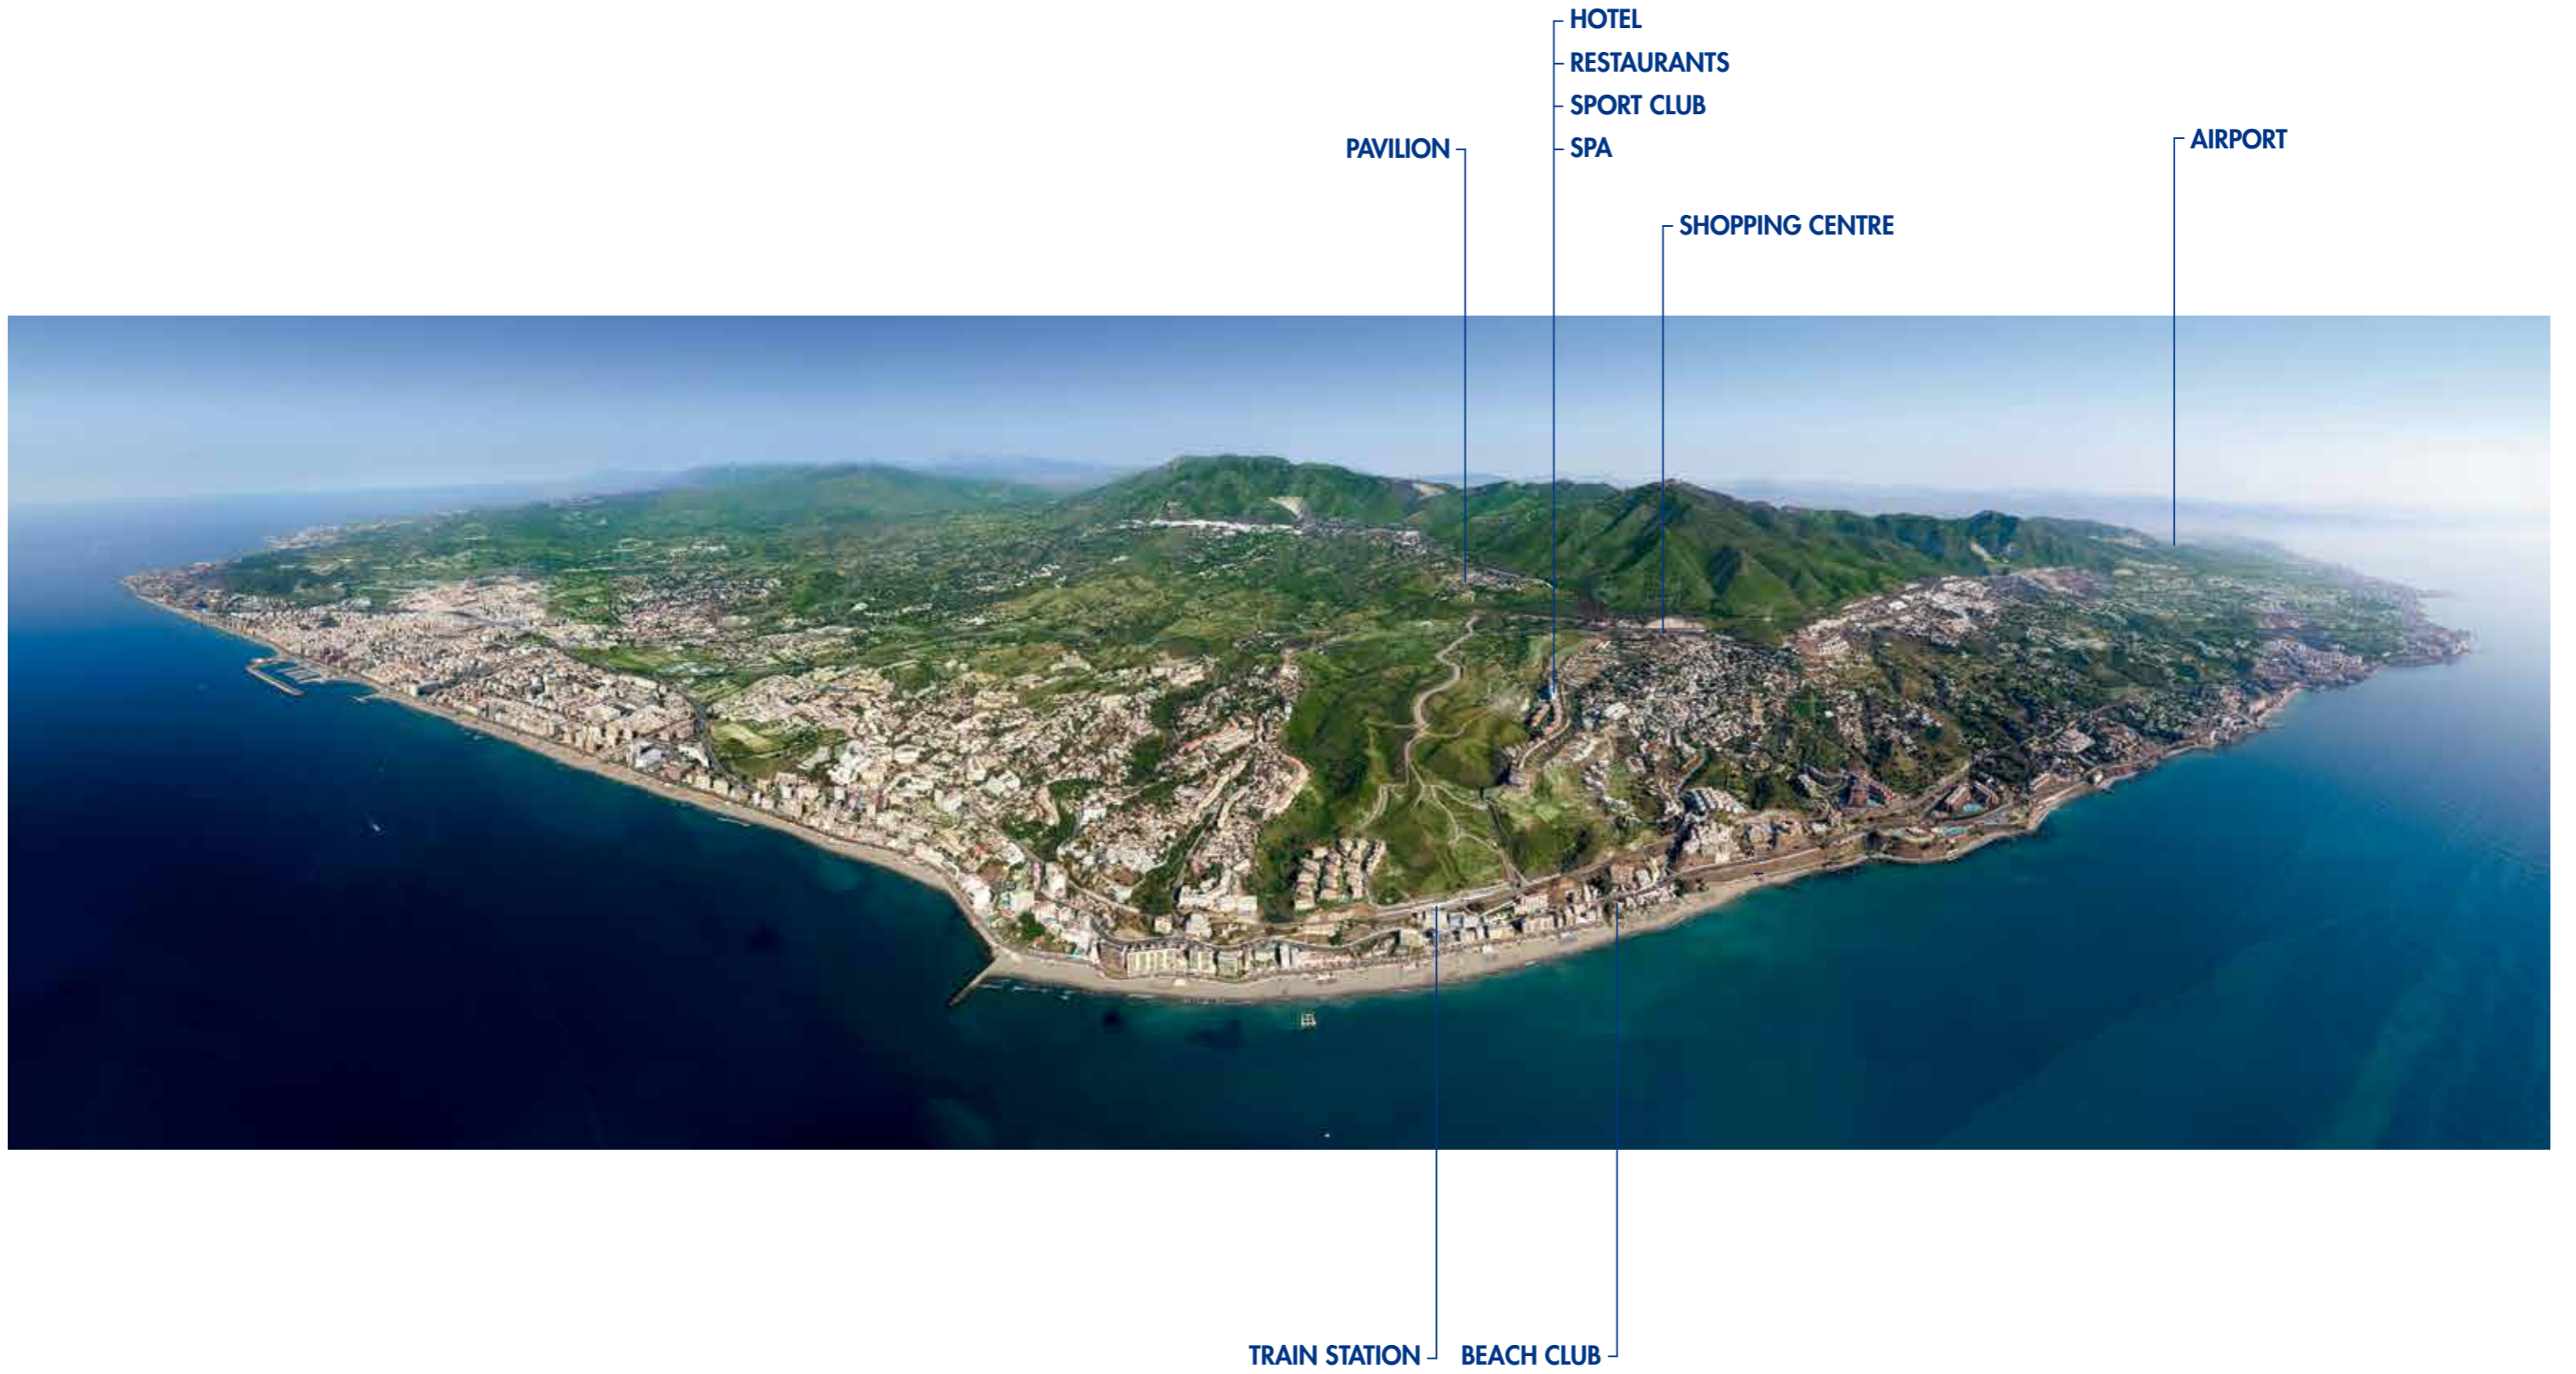 HOTEL
RESTAURANTS
SPORT CLUB
PAVILION
SPA
AIRPORT
SHOPPING CENTRE
TRAIN STATION
BEACH CLUB